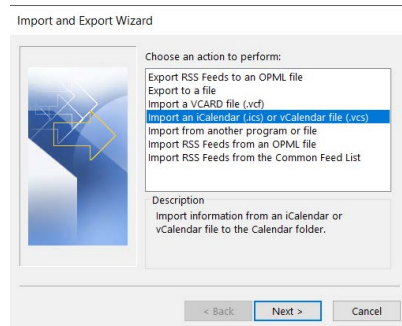 Import and Export Wizard
Choose an action to perform:
Export RSS Feeds to an OPML file
Export to a file
Import a VCARD file (.vcf)
Import an iCalendar (.ics) or vCalendar file (.vcs)
Import from another program or file
Import RSS Feeds from an OPML file
Import RSS Feeds from the Common Feed List
Description
Import information from an iCalendar or
vCalendar file to the Calendar folder.
< Back Next > Cancel